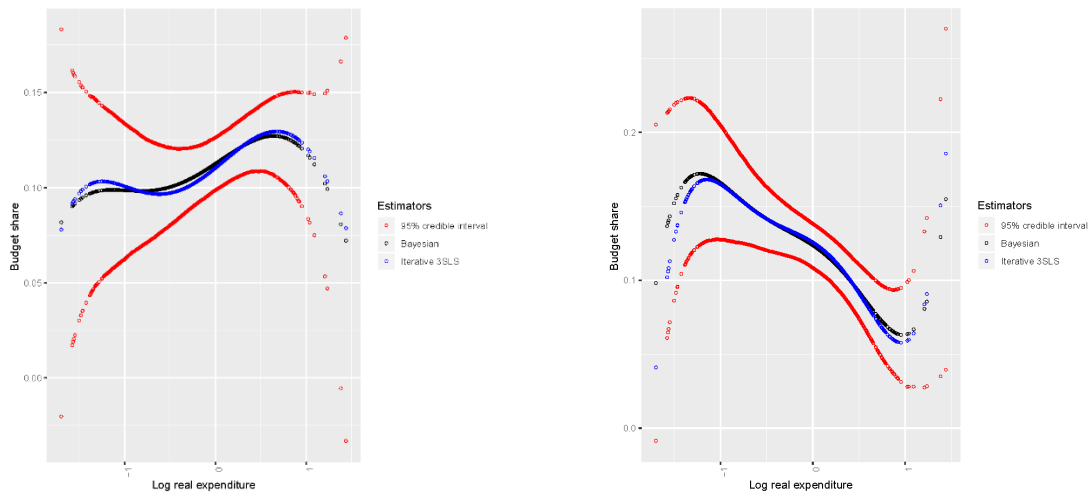 0.15
0.10
0.05
0.00
Budget share
-1
0
1
Log real expenditure
Estimators
95% credible interval
Bayesian
Iterative 3SLS
0.2
0.1
0.0
Budget share
-1
0
1
Log real expenditure
Estimators
95% credible interval
Bayesian
Iterative 3SLS